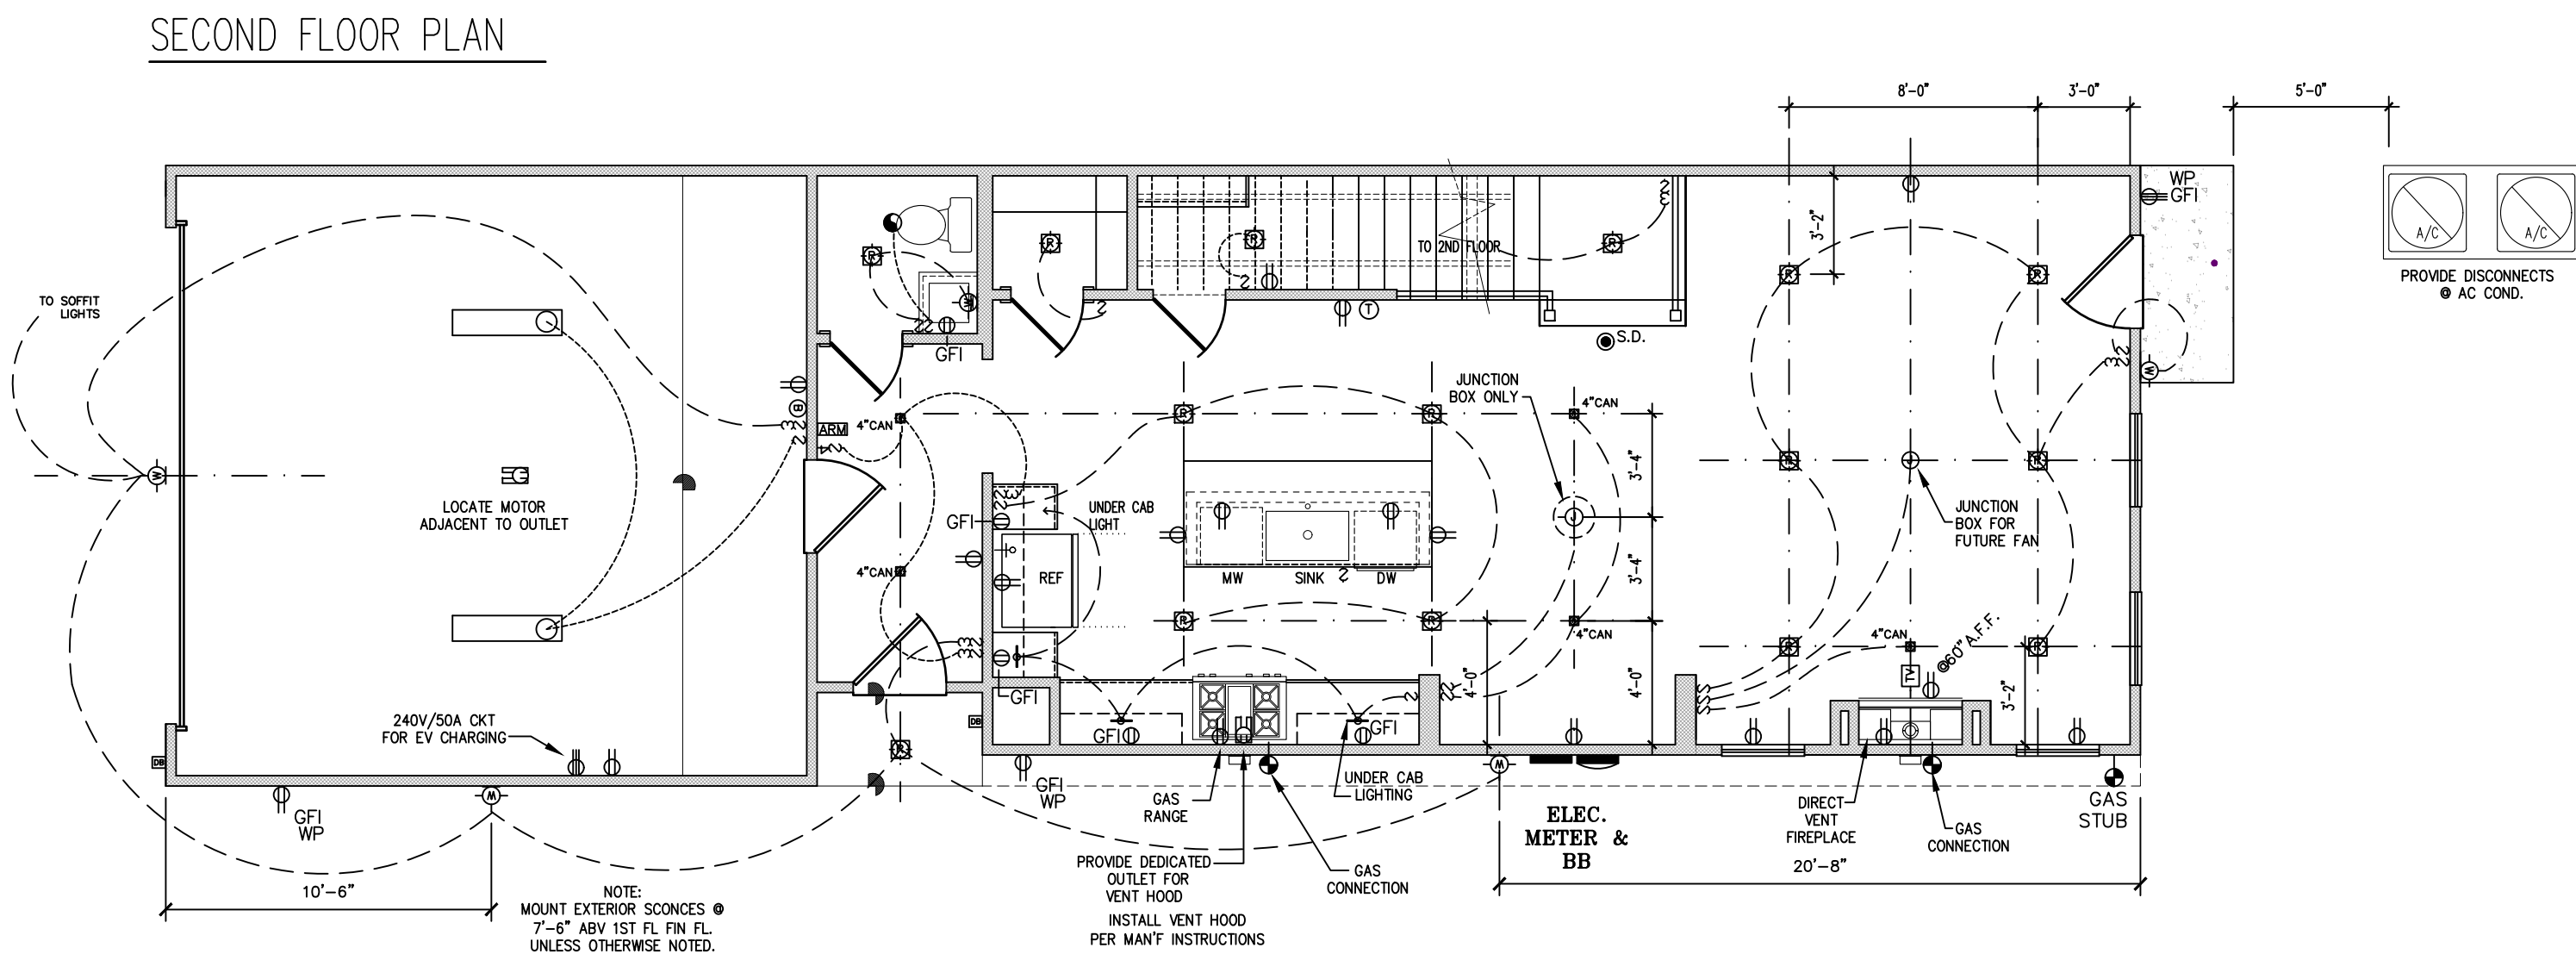 SECOND FLOOR PLAN
8'-0"
3'-0"
5'-0"
WP
GFI
A/C
A/C
PROVIDE DISCONNECTS
@ AC COND.
3'-2"
R
R
R
R
TO 2ND FLOOR
R
R
TO SOFFIT
LIGHTS
W
GFI
T
S.D.
W
JUNCTION
BOX ONLY
4"CAN
B
ARM
4"CAN
R
R
W
LOCATE MOTOR
ADJACENT TO OUTLET
GFI
UNDER CAB
LIGHT
3'-4"
R
J
R
JUNCTION
BOX FOR
FUTURE FAN
J
4"CAN
REF
MW
SINK
DW
3'-4"
R
R
4"CAN
4"CAN
R
R
@60" A.F.F.
TV
GFI
4'-0"
4'-0"
3'-2"
240V/50A CKT
FOR EV CHARGING
DB
DB
R
GFI
GFI
W
GFI
WP
W
GFI
WP
GAS
RANGE
UNDER CAB
LIGHTING
ELEC.
METER &
BB
DIRECT
VENT
FIREPLACE
GAS
CONNECTION
GAS
STUB
PROVIDE DEDICATED
OUTLET FOR
VENT HOOD
GAS
CONNECTION
20'-8"
10'-6"
NOTE:
MOUNT EXTERIOR SCONCES @
7'-6" ABV 1ST FL FIN FL.
UNLESS OTHERWISE NOTED.
INSTALL VENT HOOD
PER MAN'F INSTRUCTIONS